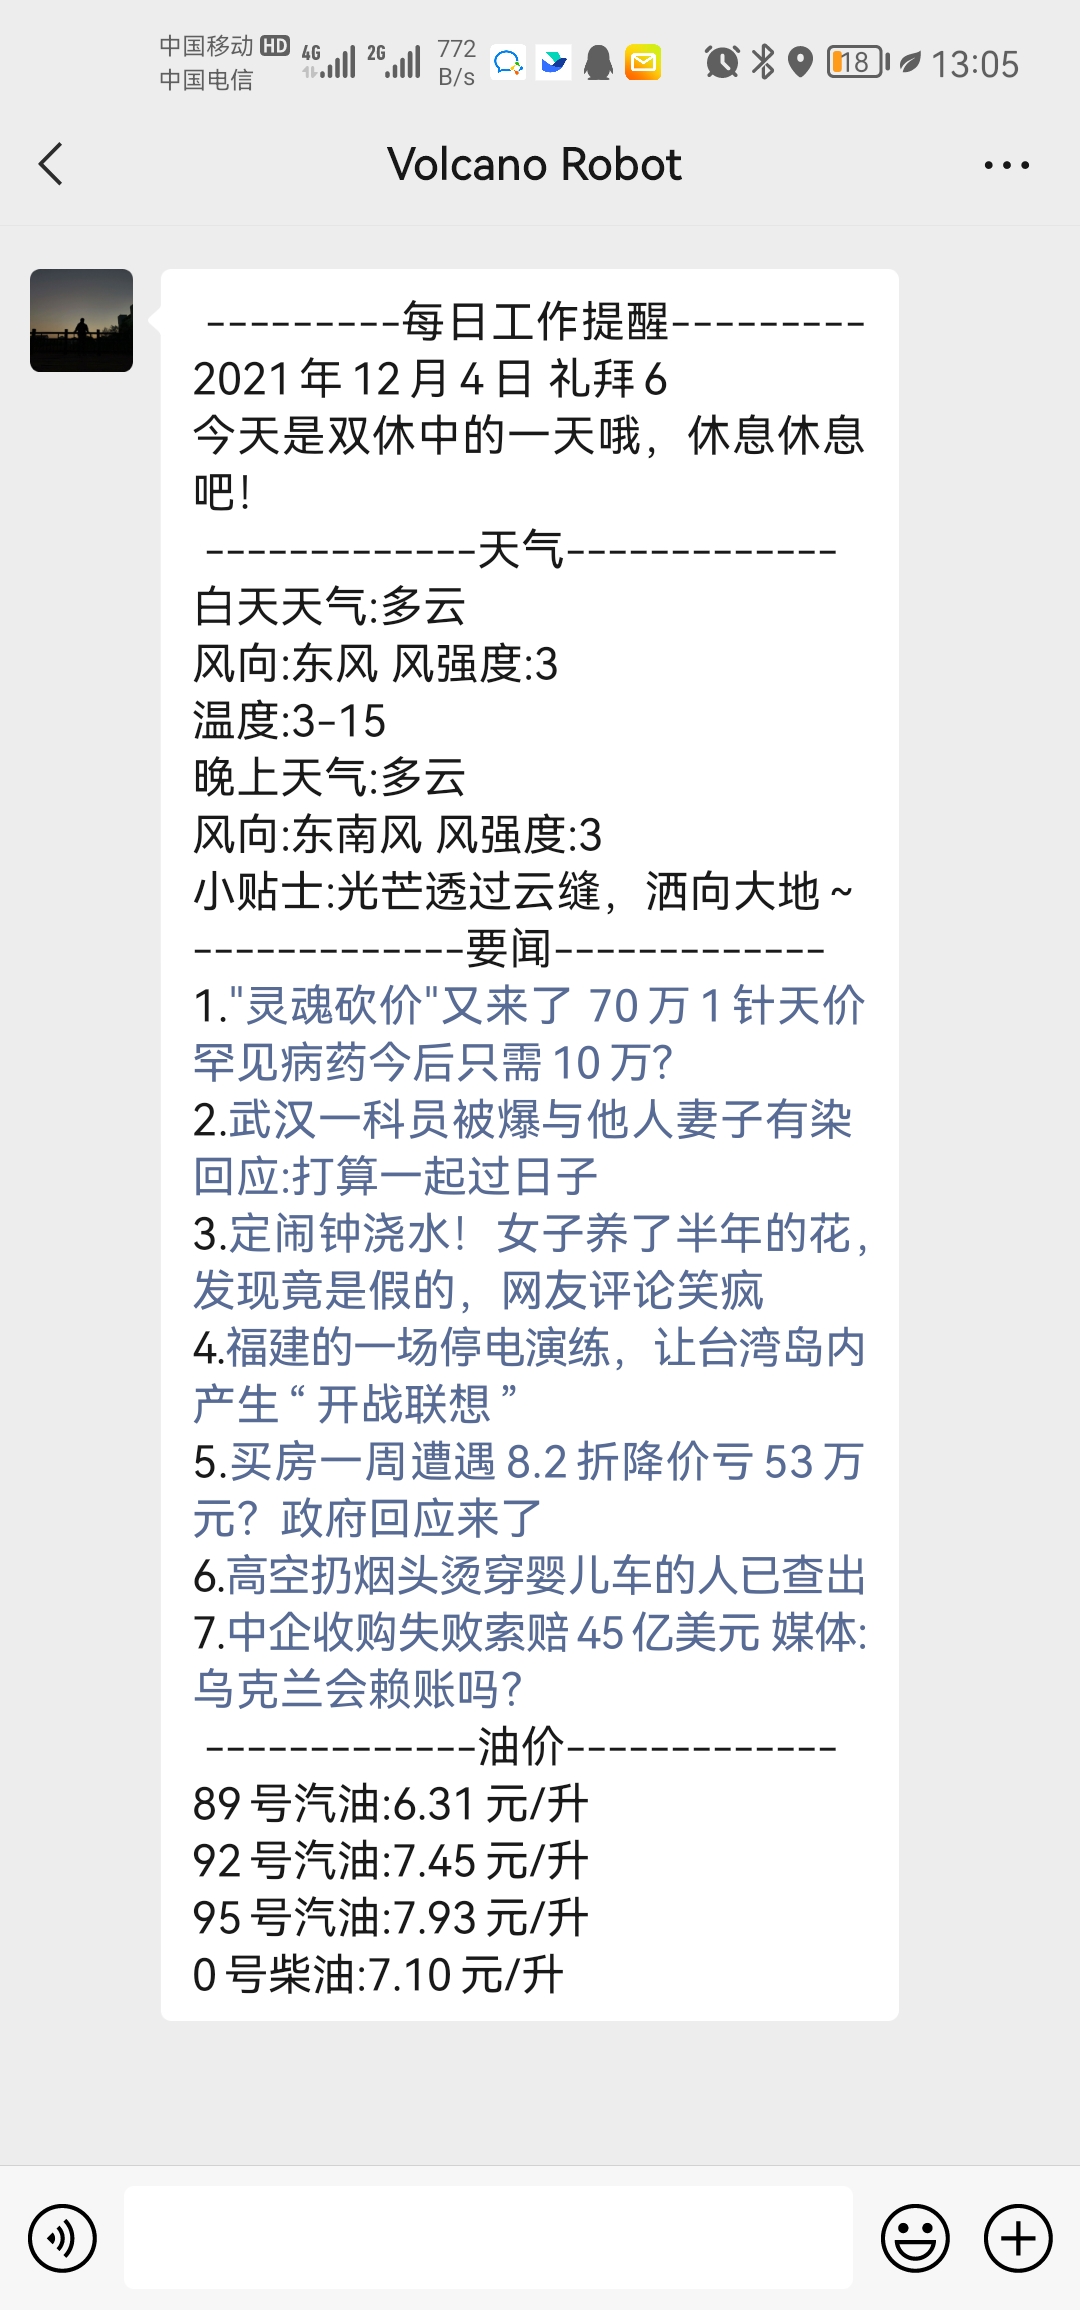 中国移动 HD 4G 2G 772 18 13:05
中国电信 B/s
Volcano Robot
---------每日工作提醒---------
2021年12月4日 礼拜6
今天是双休中的一天哦，休息休息
吧！
-------------天气-------------
白天天气:多云
风向:东风 风强度:3
温度:3-15
晚上天气:多云
风向:东南风 风强度:3
小贴士:光芒透过云缝，洒向大地~
-------------要闻-------------
1."灵魂砍价"又来了 70万1针天价
罕见病药今后只需10万?
2.武汉一科员被爆与他人妻子有染
回应:打算一起过日子
3.定闹钟浇水！女子养了半年的花，
发现竟是假的，网友评论笑疯
4.福建的一场停电演练，让台湾岛内
产生“开战联想”
5.买房一周遭遇8.2折降价亏53万
元？政府回应来了
6.高空扔烟头烫穿婴儿车的人已查出
7.中企收购失败索赔45亿美元 媒体:
乌克兰会赖账吗?
-------------油价-------------
89号汽油:6.31元/升
92号汽油:7.45元/升
95号汽油:7.93元/升
0号柴油:7.10元/升